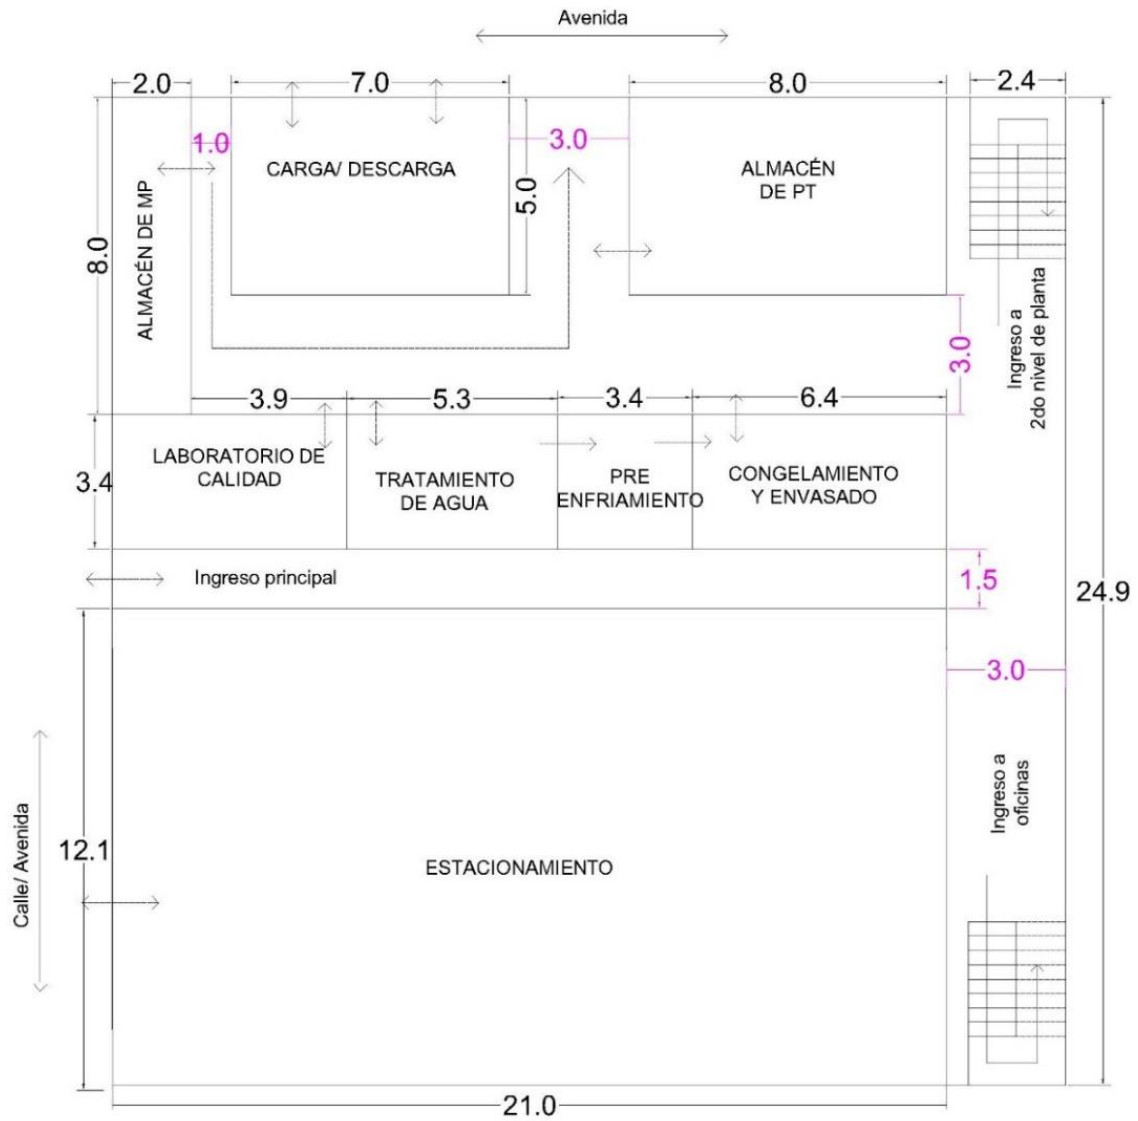 Avenida
2.0
7.0
8.0
2.4
1.0
3.0
CARGA/ DESCARGA
ALMACÉN
DE PT
5.0
8.0
ALMACÉN DE MP
Ingreso a
2do nivel de planta
3.0
3.9
5.3
3.4
6.4
3.4
LABORATORIO DE
CALIDAD
TRATAMIENTO
DE AGUA
PRE
ENFRIAMIENTO
CONGELAMIENTO
Y ENVASADO
Ingreso principal
1.5
24.9
3.0
Calle/ Avenida
12.1
ESTACIONAMIENTO
Ingreso a
oficinas
21.0